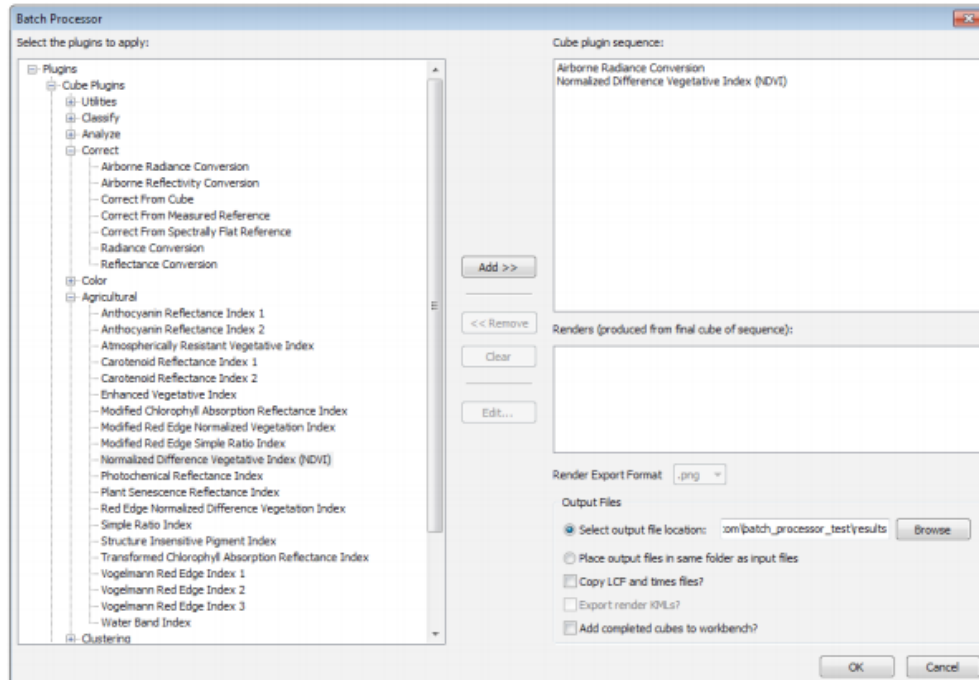 Batch Processor
Select the plugins to apply:
Plugins
Cube Plugins
Utilities
Classify
Analyze
Correct
Airborne Radiance Conversion
Airborne Reflectivity Conversion
Correct From Cube
Correct From Measured Reference
Correct From Spectrally Flat Reference
Radiance Conversion
Reflectance Conversion
Color
Agricultural
Anthocyanin Reflectance Index 1
Anthocyanin Reflectance Index 2
Atmospherically Resistant Vegetative Index
Carotenoid Reflectance Index 1
Carotenoid Reflectance Index 2
Enhanced Vegetative Index
Modified Chlorophyll Absorption Reflectance Index
Modified Red Edge Normalized Vegetation Index
Modified Red Edge Simple Ratio Index
Normalized Difference Vegetative Index (NDVI)
Photochemical Reflectance Index
Plant Senescence Reflectance Index
Red Edge Normalized Difference Vegetation Index
Simple Ratio Index
Structure Insensitive Pigment Index
Transformed Chlorophyll Absorption Reflectance Index
Vogelmann Red Edge Index 1
Vogelmann Red Edge Index 2
Vogelmann Red Edge Index 3
Water Band Index
Clustering
Add >>
<< Remove
Clear
Edit...
Cube plugin sequence:
Airborne Radiance Conversion
Normalized Difference Vegetative Index (NDVI)
Renders (produced from final cube of sequence):
Render Export Format .png
Output Files
Select output file location: :om\batch_processor_test\results Browse
Place output files in same folder as input files
Copy LCF and times files?
Export render KMLs?
Add completed cubes to workbench?
OK Cancel